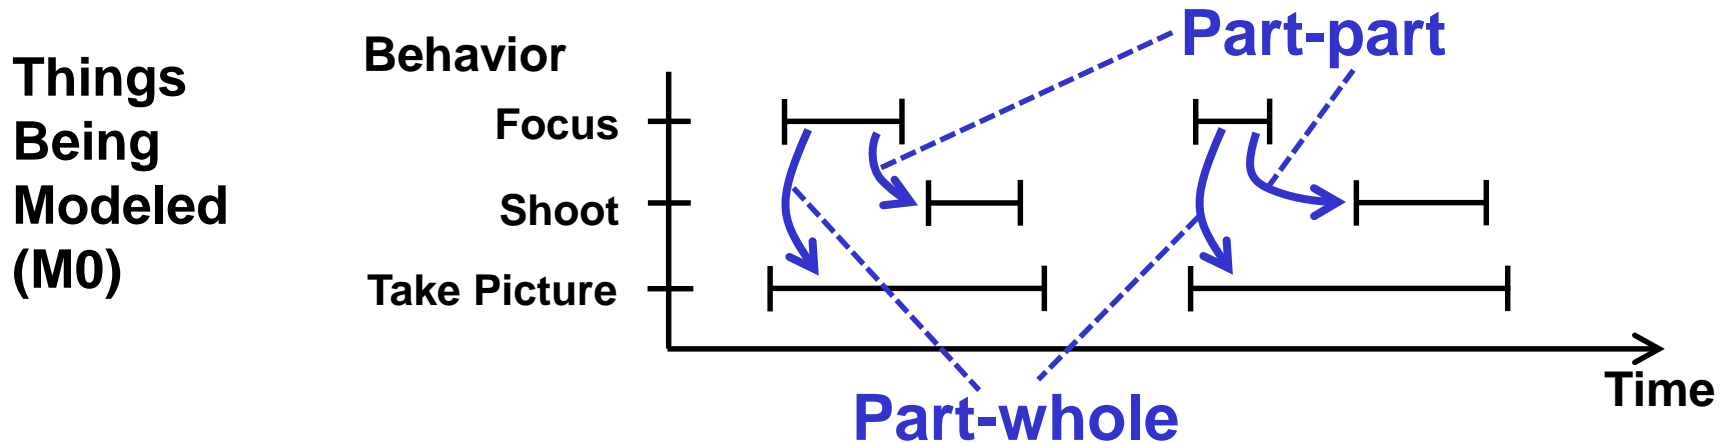 Things
Being
Modeled
(M0)
Behavior
Focus
Shoot
Take Picture
Part-part
Part-whole
Time